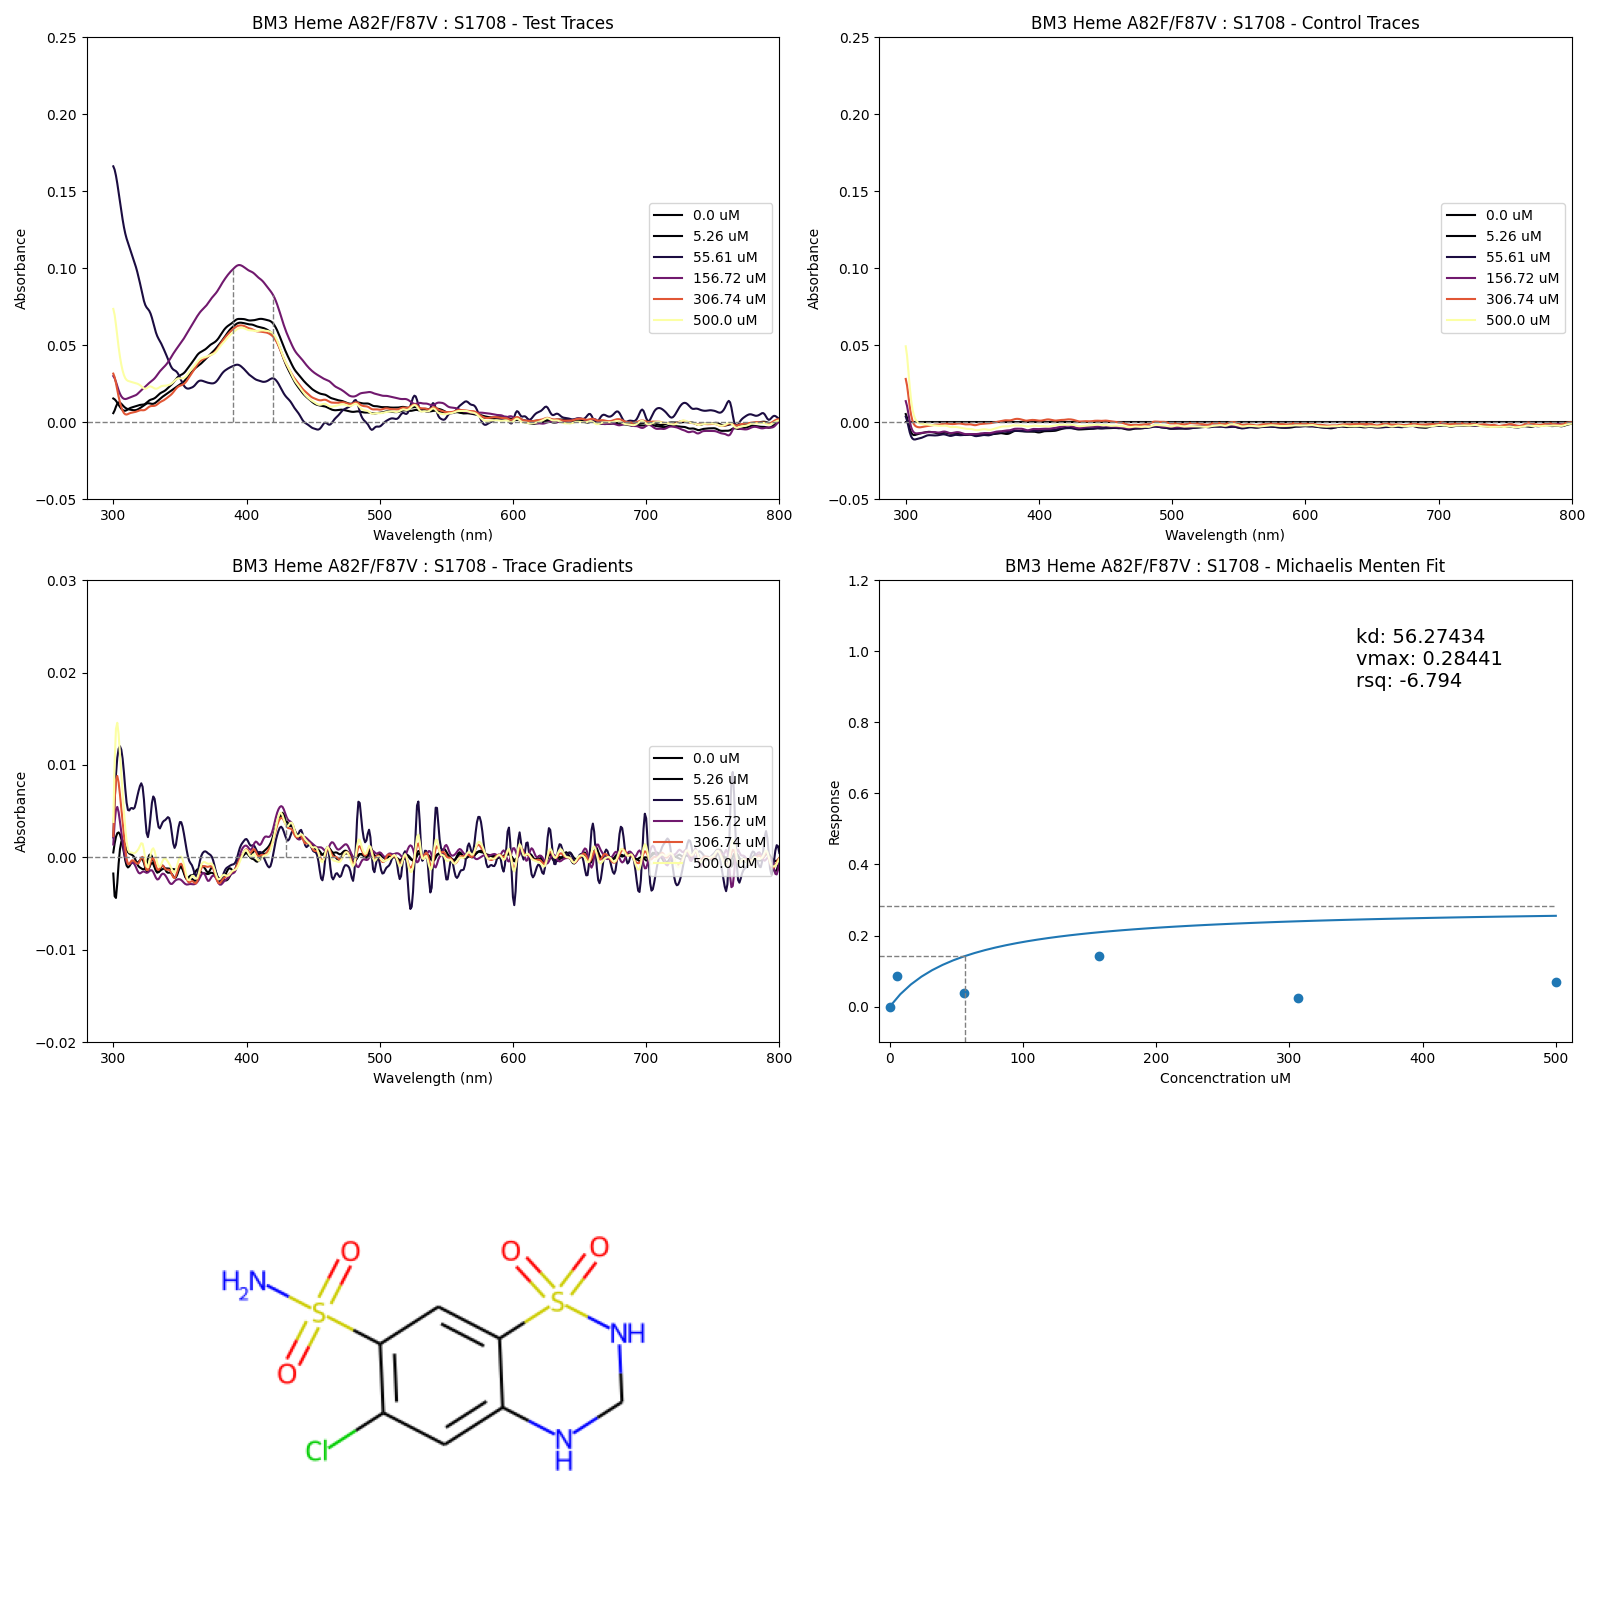 BM3 Heme A82F/F87V : S1708 - Test Traces
0.25
0.20
0.15
0.10
0.05
0.00
−0.05
Absorbance
300 400 500 600 700 800
Wavelength (nm)
0.0 uM
5.26 uM
55.61 uM
156.72 uM
306.74 uM
500.0 uM
BM3 Heme A82F/F87V : S1708 - Control Traces
0.25
0.20
0.15
0.10
0.05
0.00
−0.05
Absorbance
300 400 500 600 700 800
Wavelength (nm)
0.0 uM
5.26 uM
55.61 uM
156.72 uM
306.74 uM
500.0 uM
BM3 Heme A82F/F87V : S1708 - Trace Gradients
0.03
0.02
0.01
0.00
−0.01
−0.02
Absorbance
300 400 500 600 700 800
Wavelength (nm)
0.0 uM
5.26 uM
55.61 uM
156.72 uM
306.74 uM
500.0 uM
BM3 Heme A82F/F87V : S1708 - Michaelis Menten Fit
1.2
1.0
0.8
0.6
0.4
0.2
0.0
Response
0 100 200 300 400 500
Concenctration uM
kd: 56.27434
vmax: 0.28441
rsq: -6.794
O O O
H2N S S NH
O
Cl N
H